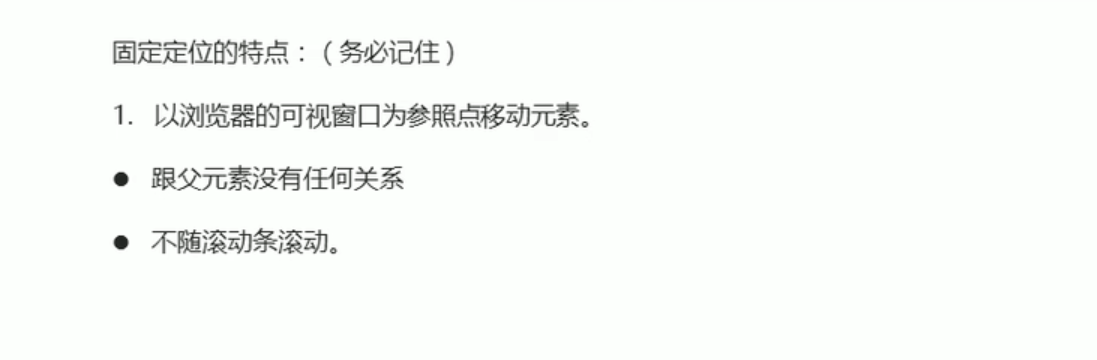 固定定位的特点：（务必记住）
1. 以浏览器的可视窗口为参照点移动元素。
● 跟父元素没有任何关系
● 不随滚动条滚动。